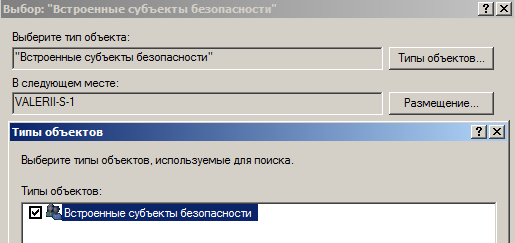 Выбор: "Встроенные субъекты безопасности"
Выберите тип объекта:
"Встроенные субъекты безопасности"
Типы объектов...
В следующем месте:
VALERII-S-1
Размещение...
Типы объектов
Выберите типы объектов, используемые для поиска.
Типы объектов:
Встроенные субъекты безопасности